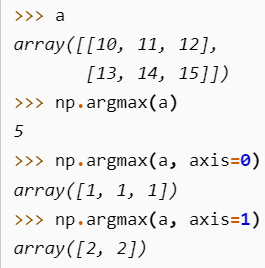 >>> a
array([[10, 11, 12],
       [13, 14, 15]])
>>> np.argmax(a)
5
>>> np.argmax(a, axis=0)
array([1, 1, 1])
>>> np.argmax(a, axis=1)
array([2, 2])